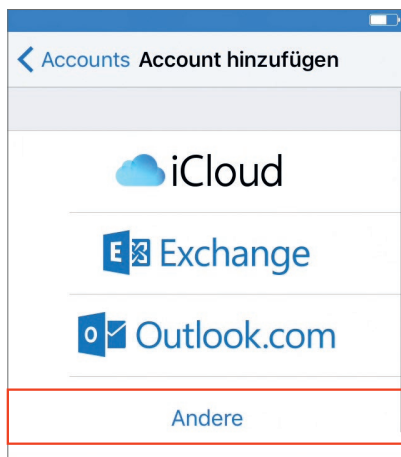 Accounts Account hinzufügen
iCloud
E Exchange
o Outlook.com
Andere